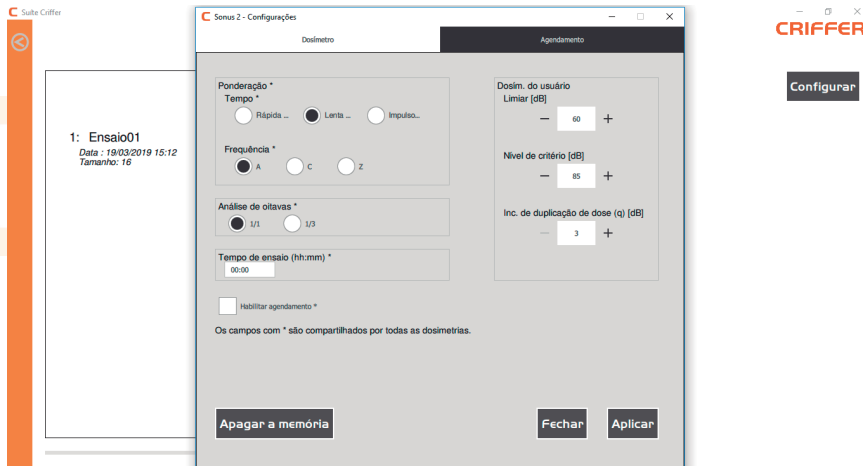 Suite Criffer
CRIFFER
Configurar
1: Ensaio01
Data : 19/03/2019 15:12
Tamanho: 16
Sonus 2 - Configurações
Dosímetro
Agendamento
Ponderação *
Tempo *
Rápida ...
Lenta ...
Impulso...
Frequência *
A
C
Z
Análise de oitavas *
1/1
1/3
Tempo de ensaio (hh:mm) *
00:00
Habilitar agendamento *
Os campos com * são compartilhados por todas as dosimetrias.
Dosím. do usuário
Limiar [dB]
− 60 +
Nível de critério [dB]
− 85 +
Inc. de duplicação de dose (q) [dB]
− 3 +
Apagar a memória
Fechar
Aplicar